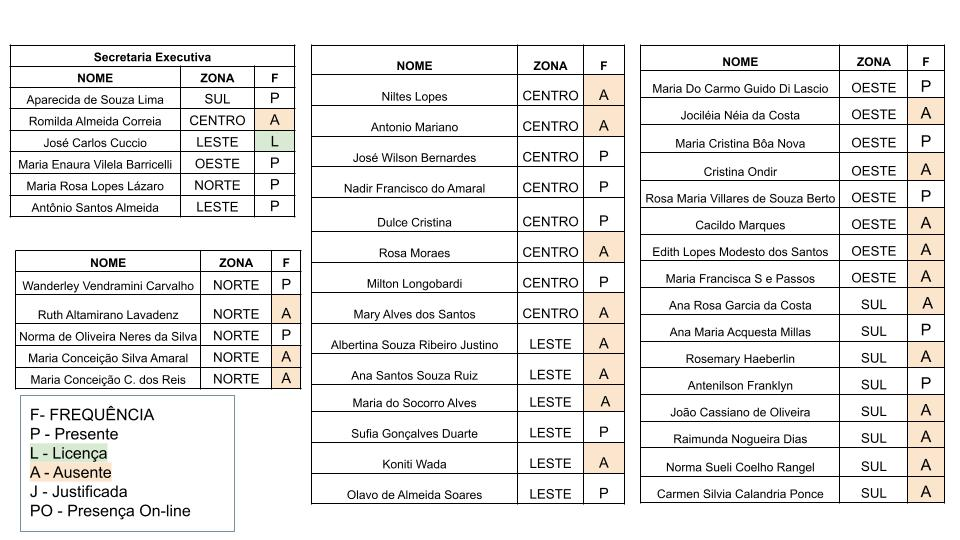 Secretaria Executiva
NOME ZONA F
Aparecida de Souza Lima SUL P
Romilda Almeida Correia CENTRO A
José Carlos Cuccio LESTE L
Maria Enaura Vilela Barricelli OESTE P
Maria Rosa Lopes Lázaro NORTE P
Antônio Santos Almeida LESTE P
NOME ZONA F
Wanderley Vendramini Carvalho NORTE P
Ruth Altamirano Lavadenz NORTE A
Norma de Oliveira Neres da Silva NORTE P
Maria Conceição Silva Amaral NORTE A
Maria Conceição C. dos Reis NORTE A
F- FREQUÊNCIA
P - Presente
L - Licença
A - Ausente
J - Justificada
PO - Presença On-line
NOME ZONA F
Niltes Lopes CENTRO A
Antonio Mariano CENTRO A
José Wilson Bernardes CENTRO P
Nadir Francisco do Amaral CENTRO P
Dulce Cristina CENTRO P
Rosa Moraes CENTRO A
Milton Longobardi CENTRO P
Mary Alves dos Santos CENTRO A
Albertina Souza Ribeiro Justino LESTE A
Ana Santos Souza Ruiz LESTE A
Maria do Socorro Alves LESTE A
Sufia Gonçalves Duarte LESTE P
Koniti Wada LESTE A
Olavo de Almeida Soares LESTE P
NOME ZONA F
Maria Do Carmo Guido Di Lascio OESTE P
Jociléia Néia da Costa OESTE A
Maria Cristina Bôa Nova OESTE P
Cristina Ondir OESTE A
Rosa Maria Villares de Souza Berto OESTE P
Cacildo Marques OESTE A
Edith Lopes Modesto dos Santos OESTE A
Maria Francisca S e Passos OESTE A
Ana Rosa Garcia da Costa SUL A
Ana Maria Acquesta Millas SUL P
Rosemary Haeberlin SUL A
Antenilson Franklyn SUL P
João Cassiano de Oliveira SUL A
Raimunda Nogueira Dias SUL A
Norma Sueli Coelho Rangel SUL A
Carmen Silvia Calandria Ponce SUL A